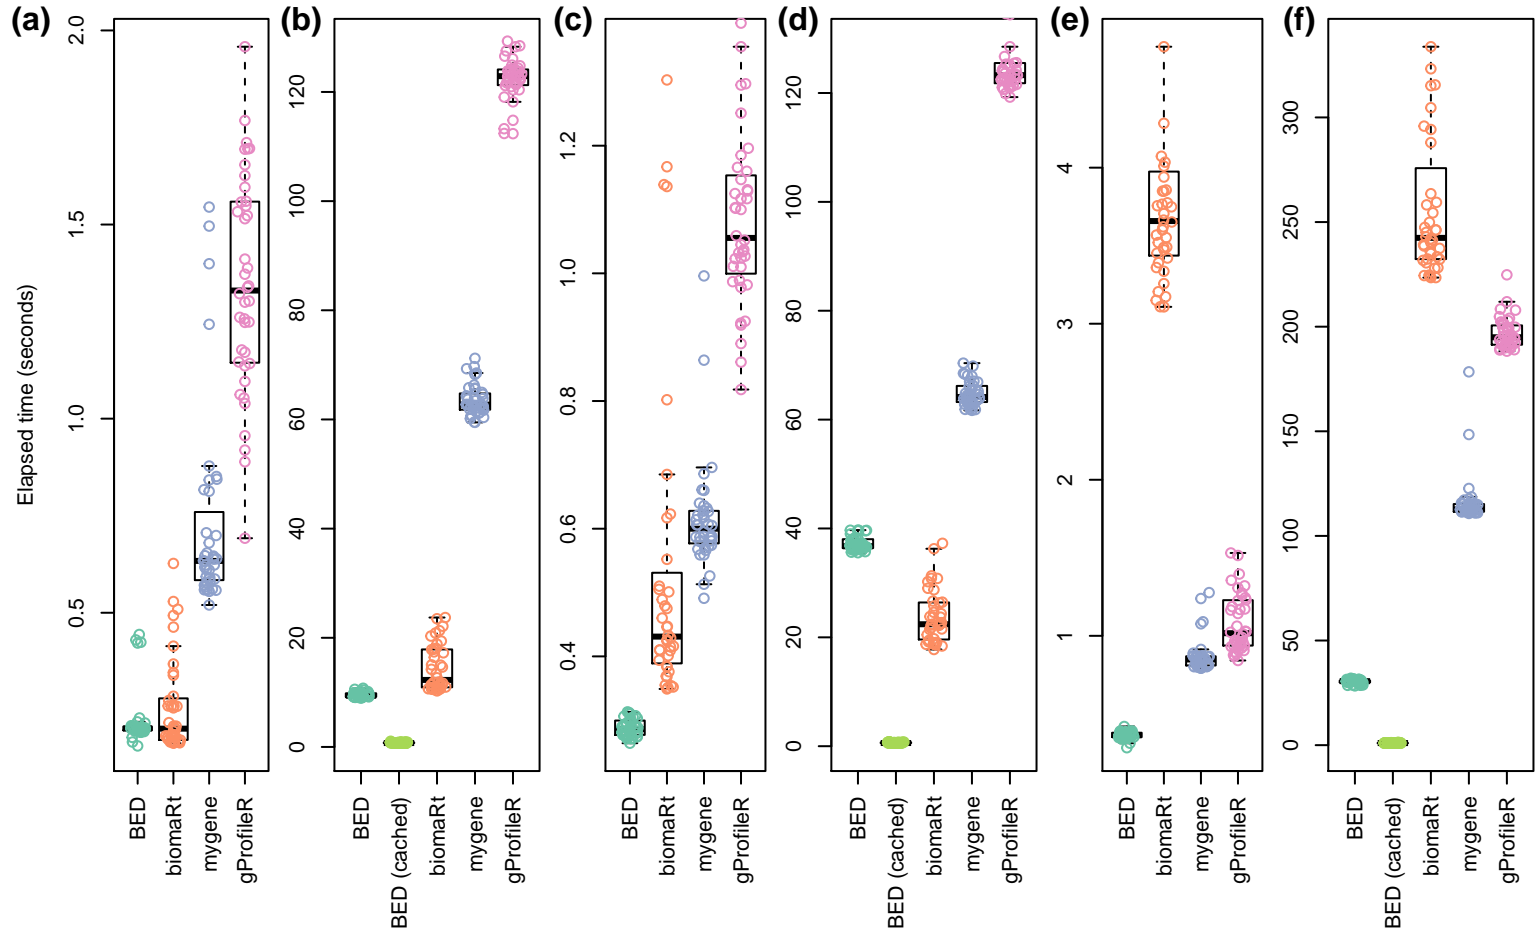 (a)
Elapsed time (seconds)
0.5
1.0
1.5
2.0
BED
biomaRt
mygene
gProfileR
(b)
0
20
40
60
80
100
120
BED
BED (cached)
biomaRt
mygene
gProfileR
(c)
0.4
0.6
0.8
1.0
1.2
BED
biomaRt
mygene
gProfileR
(d)
0
20
40
60
80
100
120
BED
BED (cached)
biomaRt
mygene
gProfileR
(e)
1
2
3
4
BED
biomaRt
mygene
gProfileR
(f)
0
50
100
150
200
250
300
BED
BED (cached)
biomaRt
mygene
gProfileR